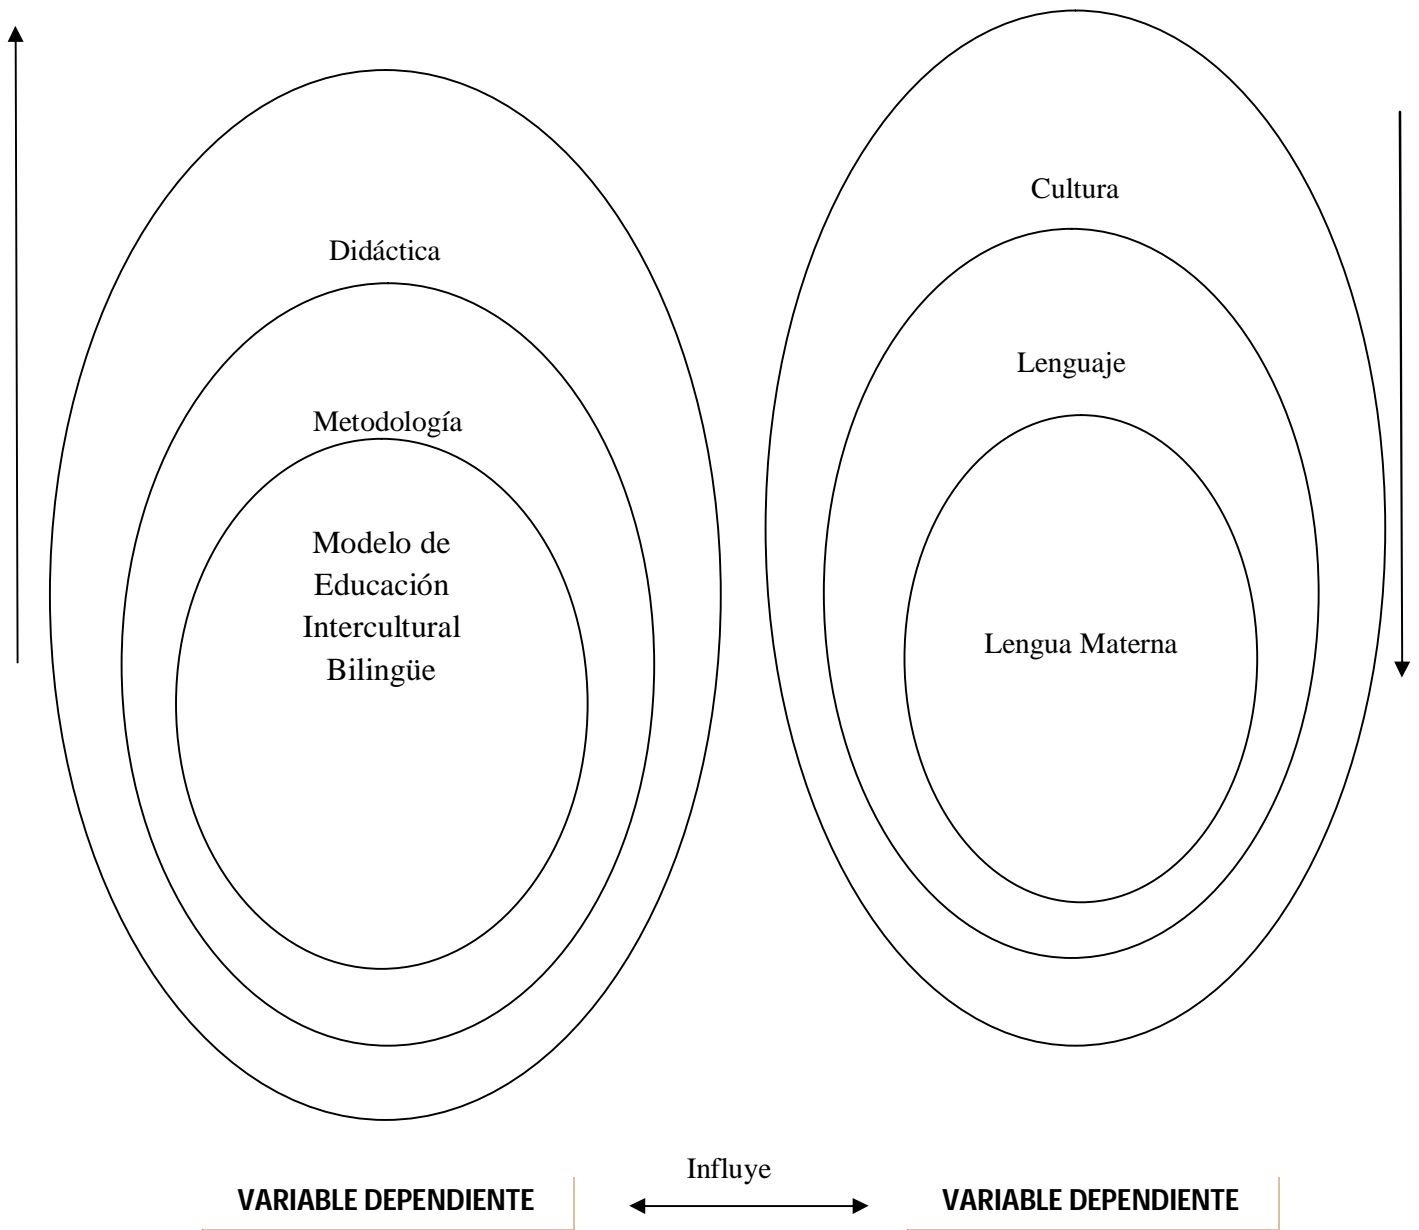 Cultura
Didáctica
Lenguaje
Metodología
Modelo de
Educación
Intercultural
Bilingüe
Lengua Materna
Influye
VARIABLE DEPENDIENTE
VARIABLE DEPENDIENTE